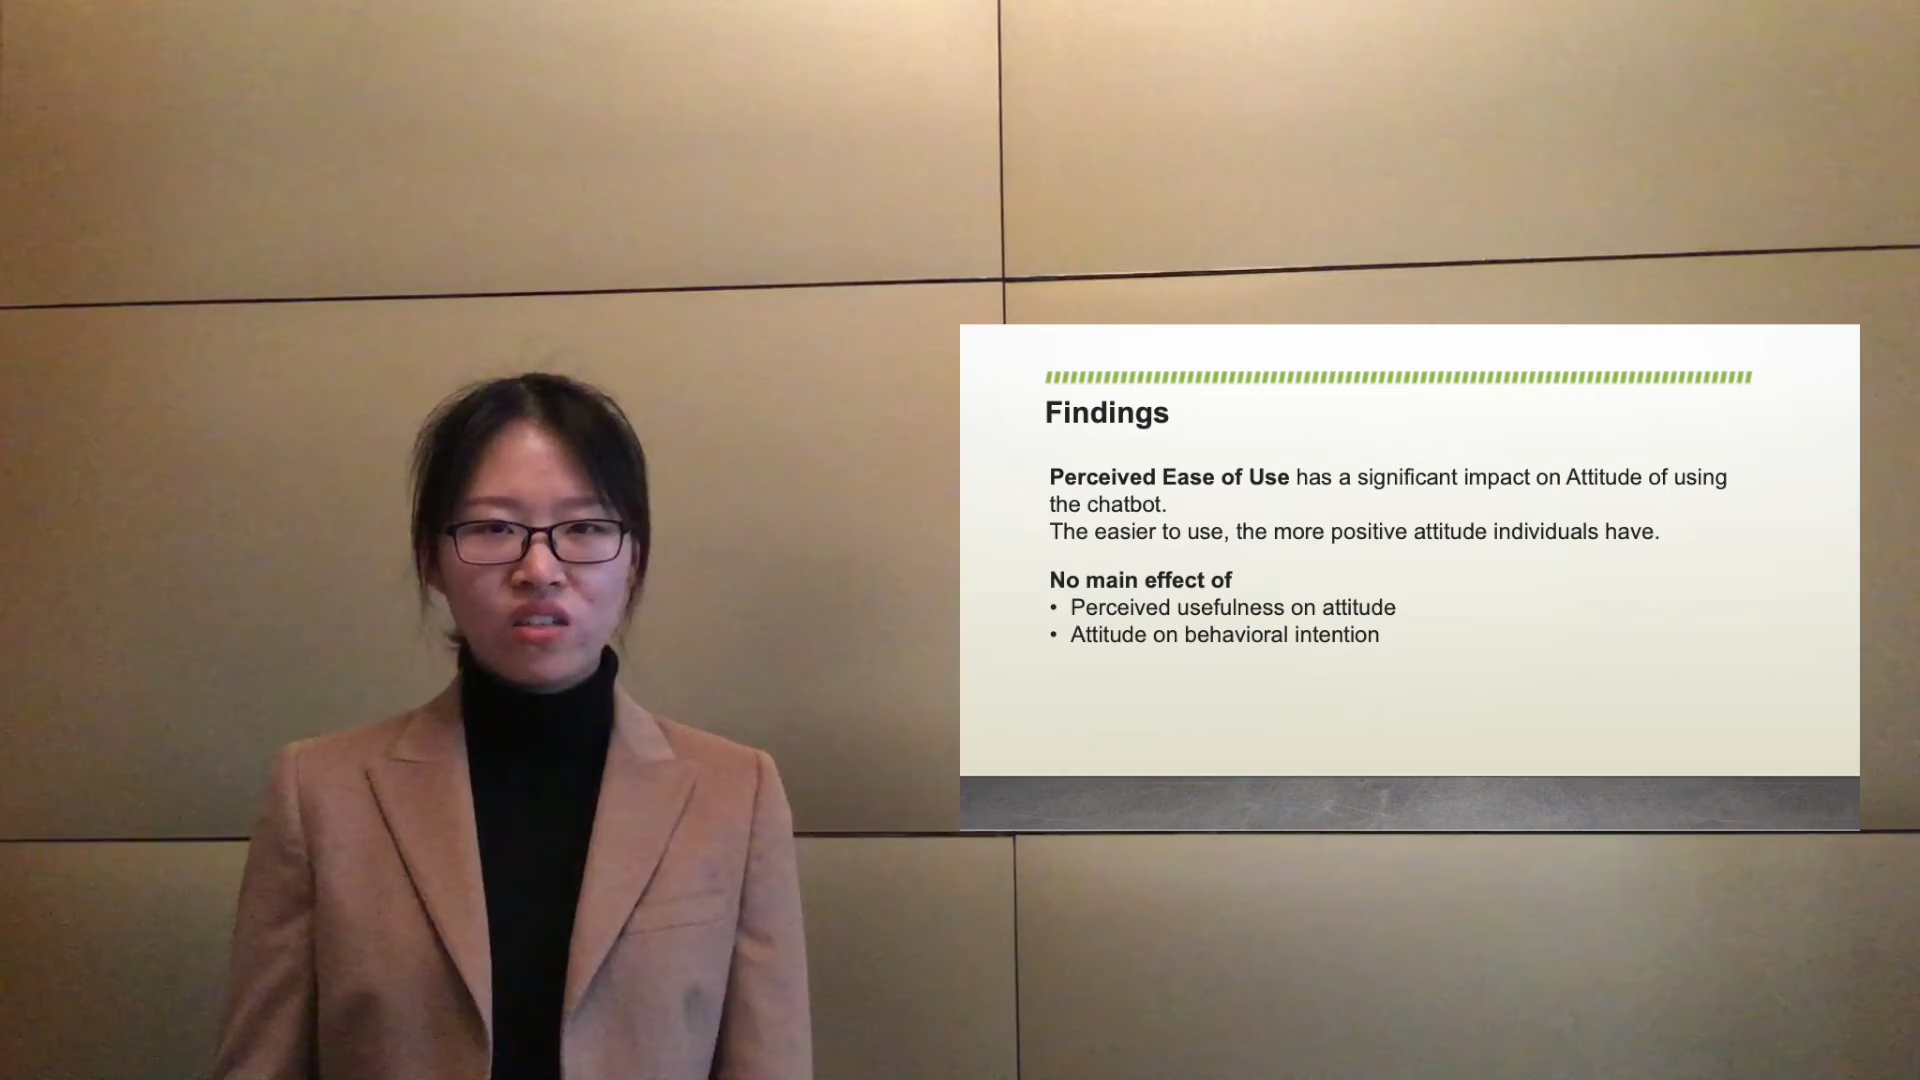 Findings
Perceived Ease of Use has a significant impact on Attitude of using
the chatbot.
The easier to use, the more positive attitude individuals have.
No main effect of
• Perceived usefulness on attitude
• Attitude on behavioral intention